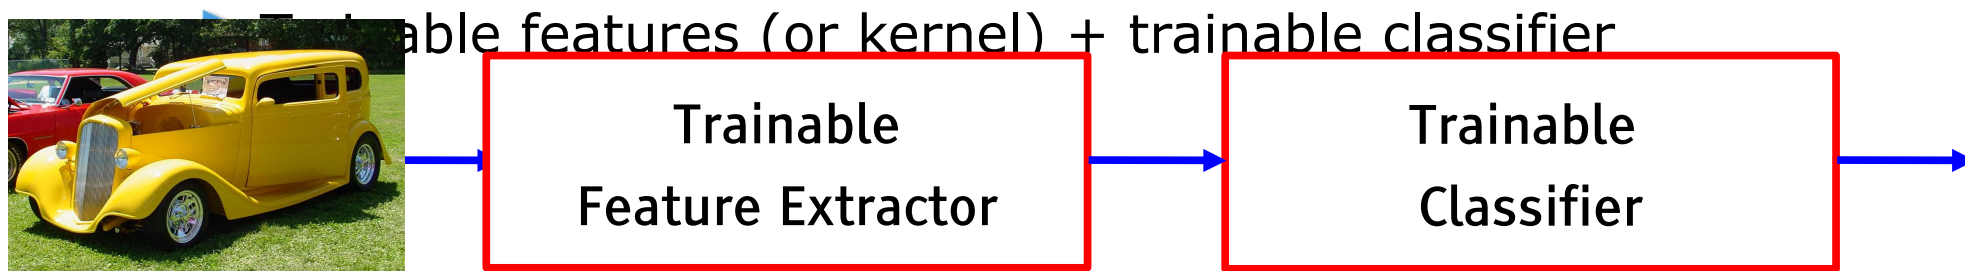 able features (or kernel) + trainable classifier
Trainable
Feature Extractor
Trainable
Classifier